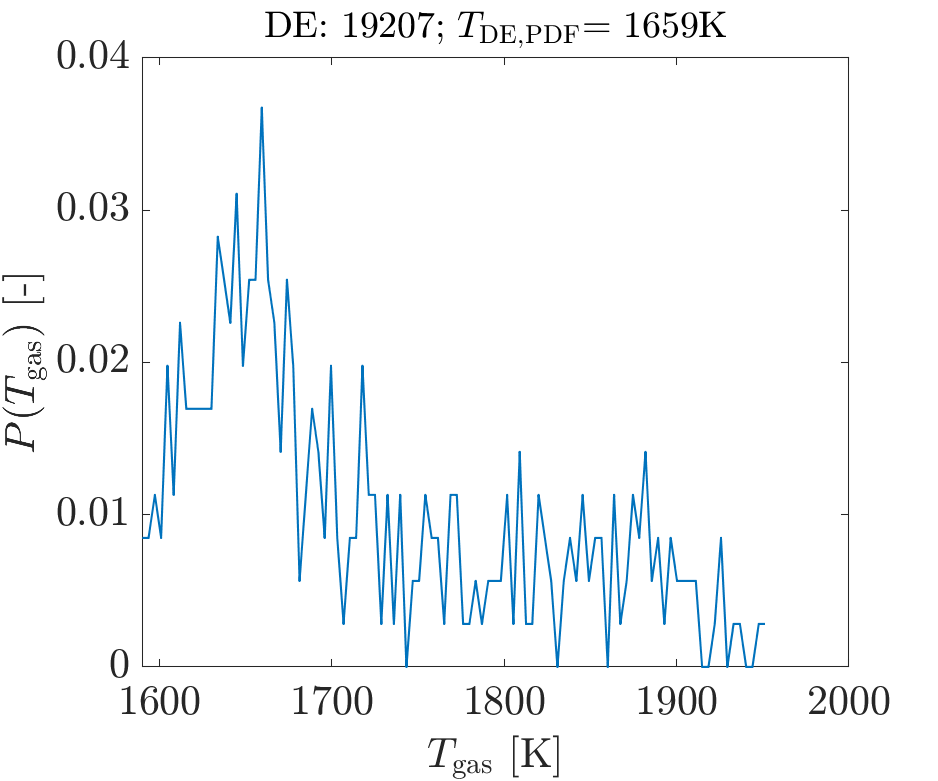 DE: 19207; T_DE,PDF= 1659K
0.04
0.03
0.02
0.01
0
P(T_gas) [-]
1600 1700 1800 1900 2000
T_gas [K]